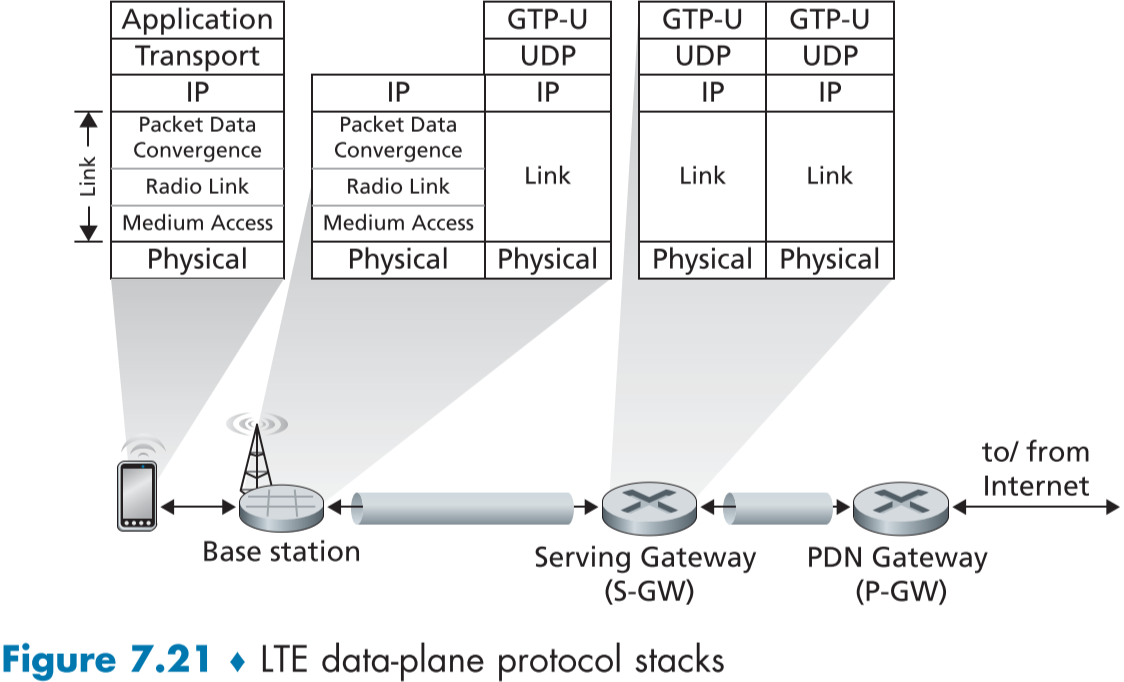 Application
Transport
IP
Packet Data
Convergence
Radio Link
Medium Access
Physical
Link
IP
Packet Data
Convergence
Radio Link
Medium Access
Physical
GTP-U
UDP
IP
Link
Physical
GTP-U
UDP
IP
Link
Physical
GTP-U
UDP
IP
Link
Physical
to/ from
Internet
Base station
Serving Gateway
(S-GW)
PDN Gateway
(P-GW)
Figure 7.21 ♦ LTE data-plane protocol stacks